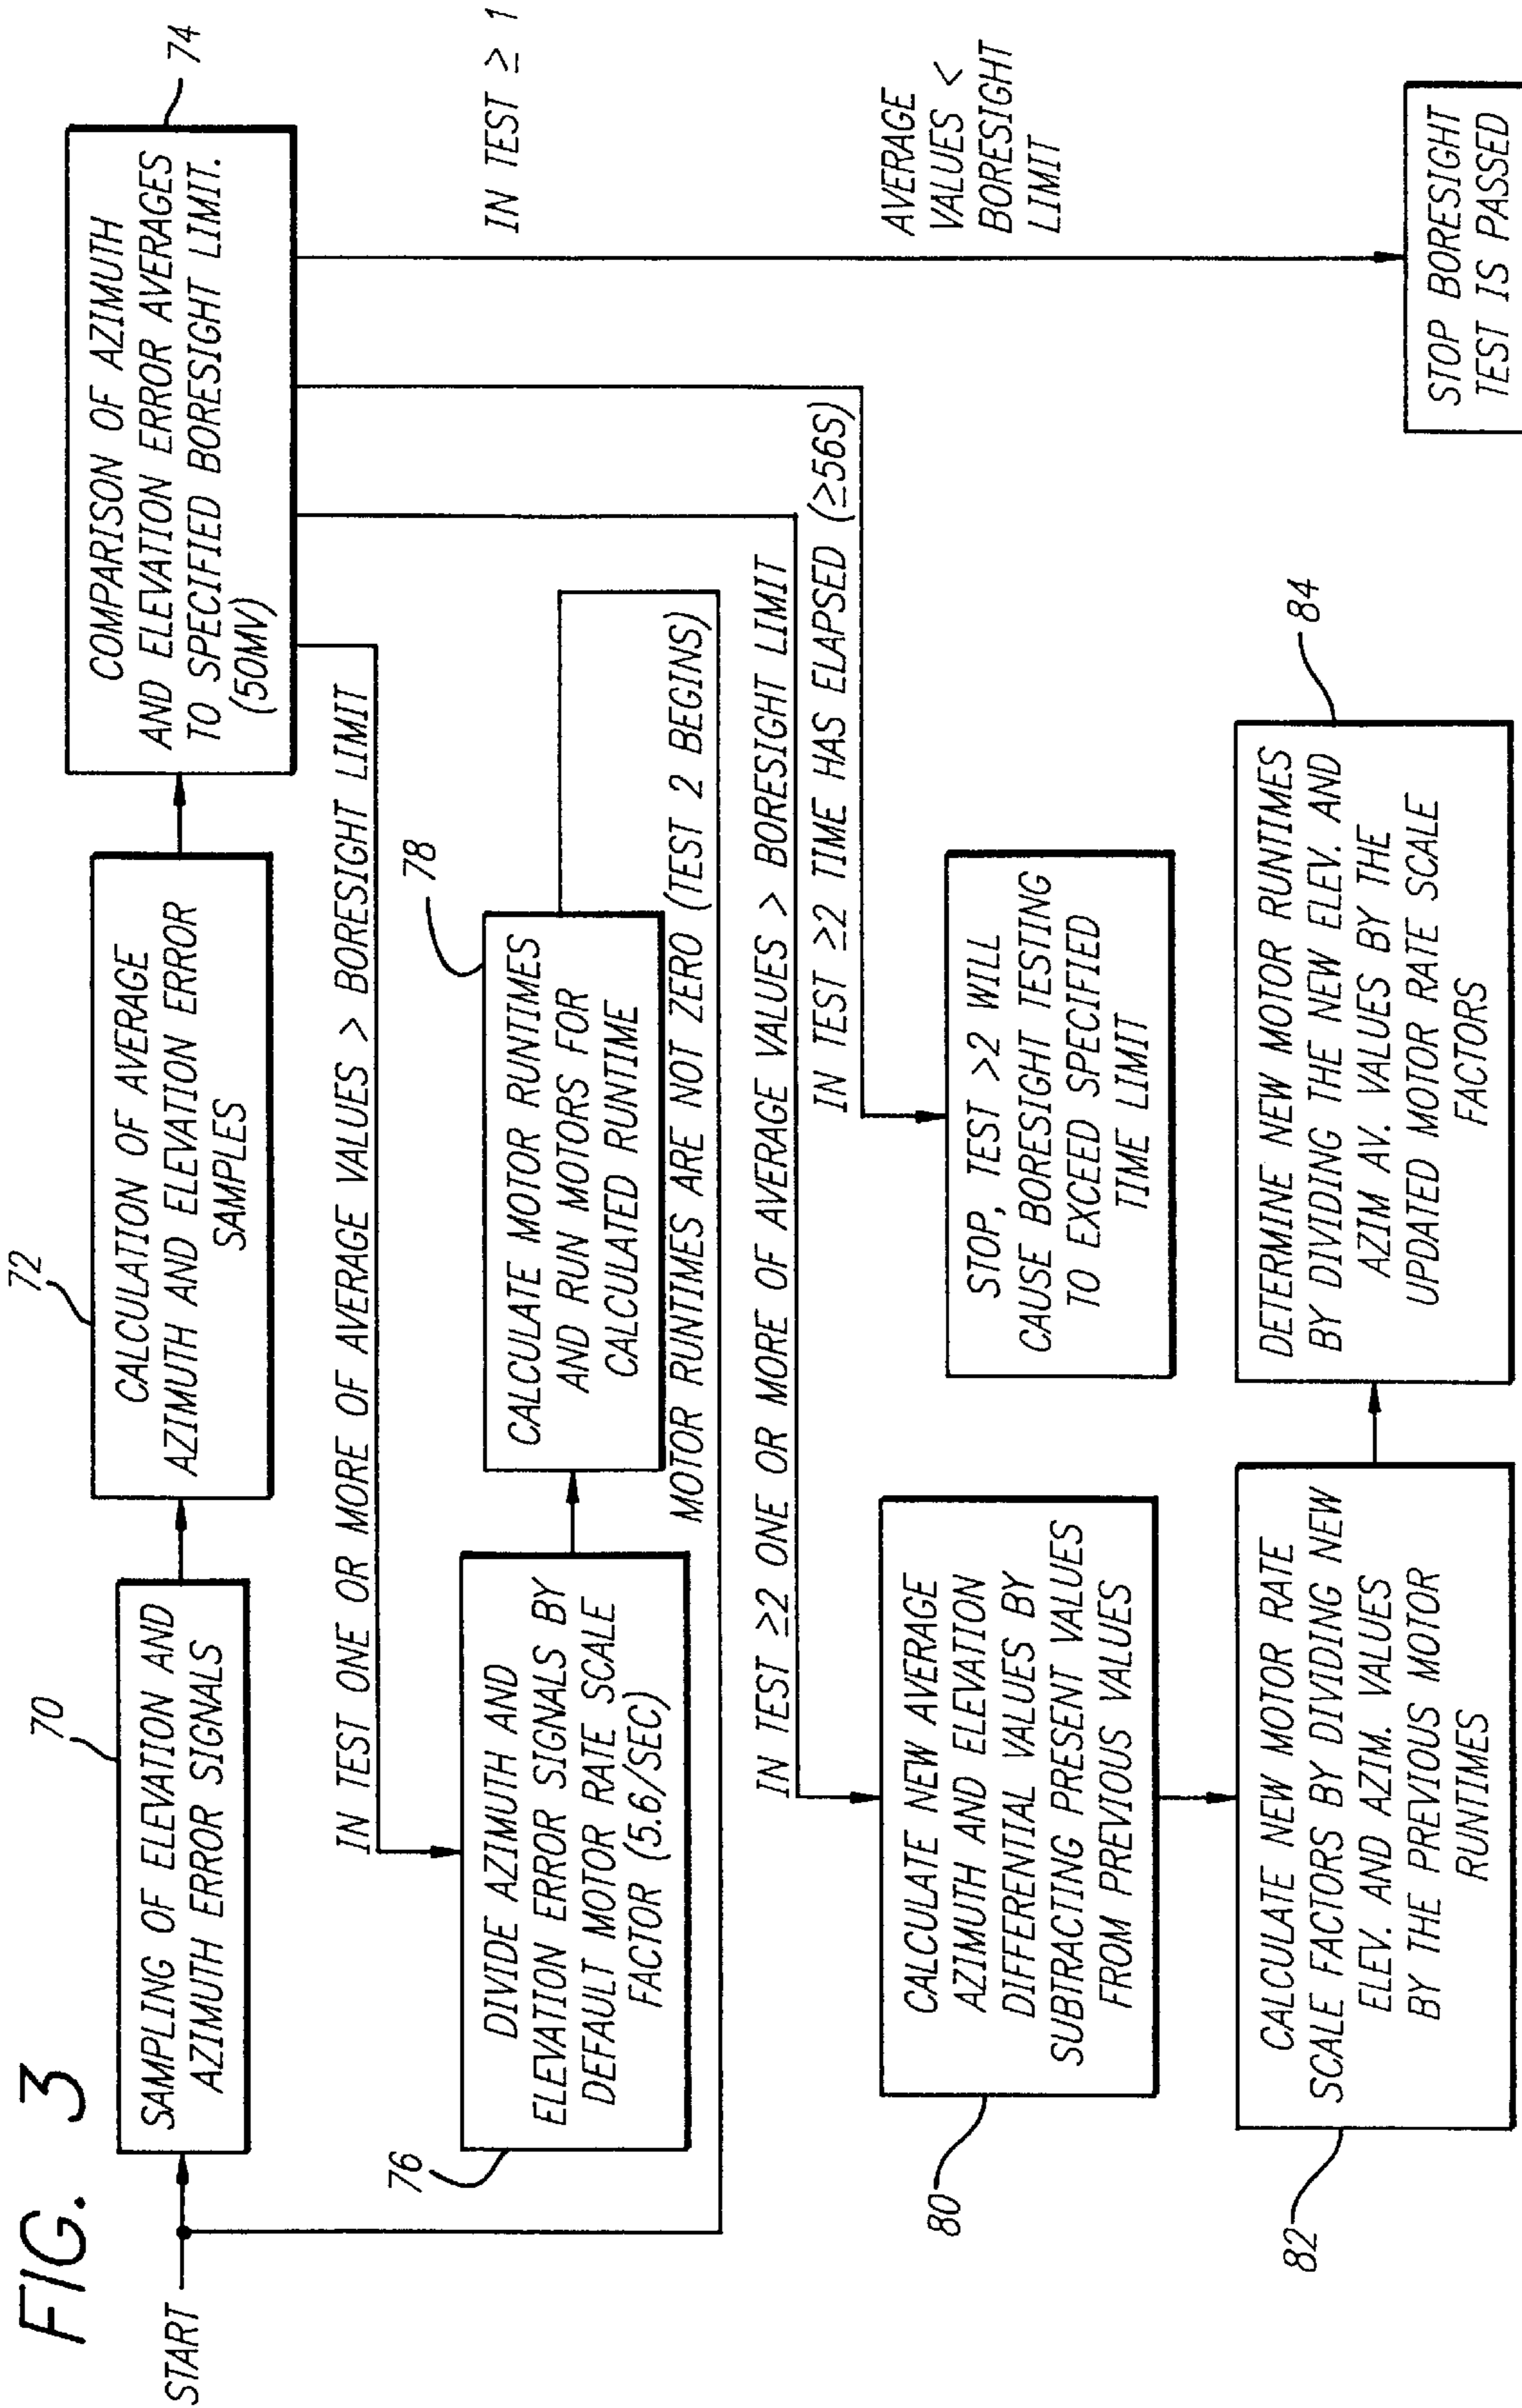 FIG. 3
START
70
SAMPLING OF ELEVATION AND
AZIMUTH ERROR SIGNALS
72
CALCULATION OF AVERAGE
AZIMUTH AND ELEVATION ERROR
SAMPLES
74
COMPARISON OF AZIMUTH
AND ELEVATION ERROR AVERAGES
TO SPECIFIED BORESIGHT LIMIT.
(50MV)
IN TEST ONE OR MORE OF AVERAGE VALUES > BORESIGHT LIMIT
IN TEST ≥ 1
76
DIVIDE AZIMUTH AND
ELEVATION ERROR SIGNALS BY
DEFAULT MOTOR RATE SCALE
FACTOR (5.6/SEC)
78
CALCULATE MOTOR RUNTIMES
AND RUN MOTORS FOR
CALCULATED RUNTIME
MOTOR RUNTIMES ARE NOT ZERO (TEST 2 BEGINS)
IN TEST ≥2 ONE OR MORE OF AVERAGE VALUES > BORESIGHT LIMIT
IN TEST ≥2 TIME HAS ELAPSED (≥56S)
AVERAGE
VALUES <
BORESIGHT
LIMIT
80
CALCULATE NEW AVERAGE
AZIMUTH AND ELEVATION
DIFFERENTIAL VALUES BY
SUBTRACTING PRESENT VALUES
FROM PREVIOUS VALUES
STOP, TEST >2 WILL
CAUSE BORESIGHT TESTING
TO EXCEED SPECIFIED
TIME LIMIT
82
CALCULATE NEW MOTOR RATE
SCALE FACTORS BY DIVIDING NEW
ELEV. AND AZIM. VALUES
BY THE PREVIOUS MOTOR
RUNTIMES
84
DETERMINE NEW MOTOR RUNTIMES
BY DIVIDING THE NEW ELEV. AND
AZIM AV. VALUES BY THE
UPDATED MOTOR RATE SCALE
FACTORS
STOP BORESIGHT
TEST IS PASSED